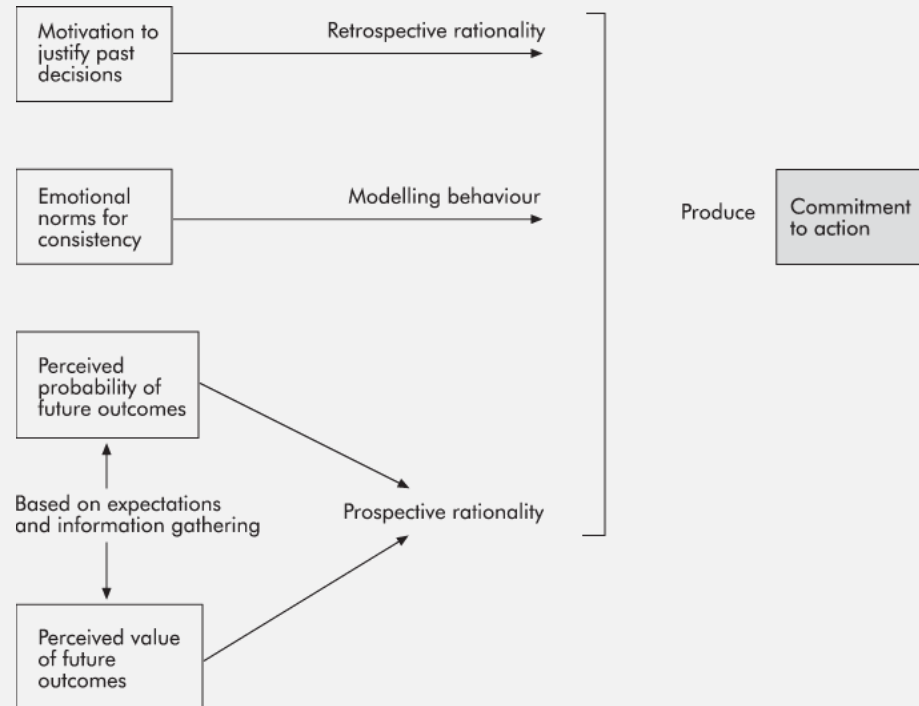 Motivation to
justify past
decisions
Retrospective rationality
Emotional
norms for
consistency
Modelling behaviour
Produce
Commitment
to action
Perceived
probability of
future outcomes
Based on expectations
and information gathering
Prospective rationality
Perceived value
of future
outcomes